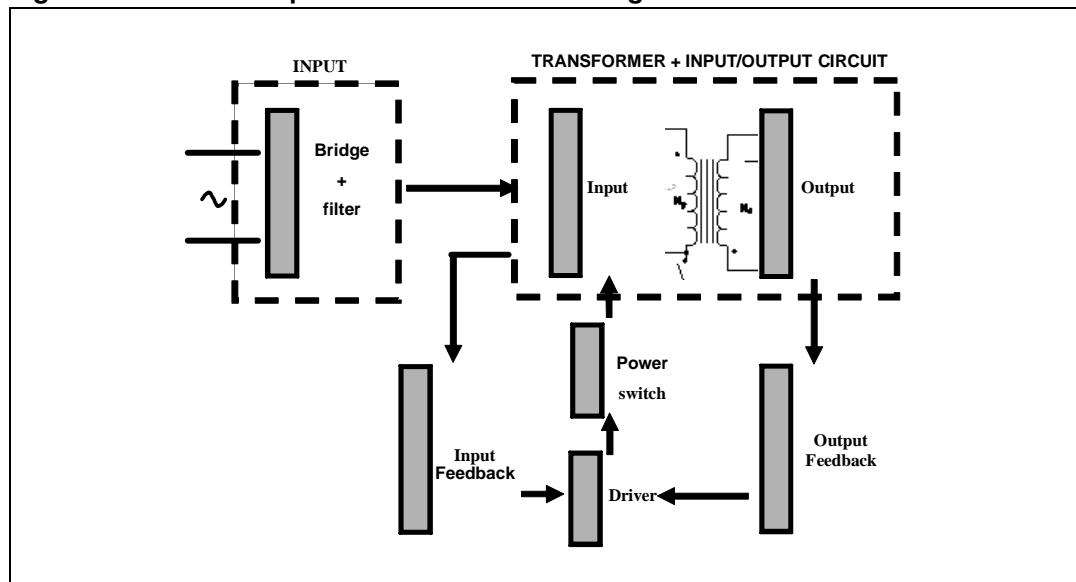 INPUT
TRANSFORMER + INPUT/OUTPUT CIRCUIT
Bridge
+
filter
Input
Output
Power
switch
Input
Feedback
Driver
Output
Feedback